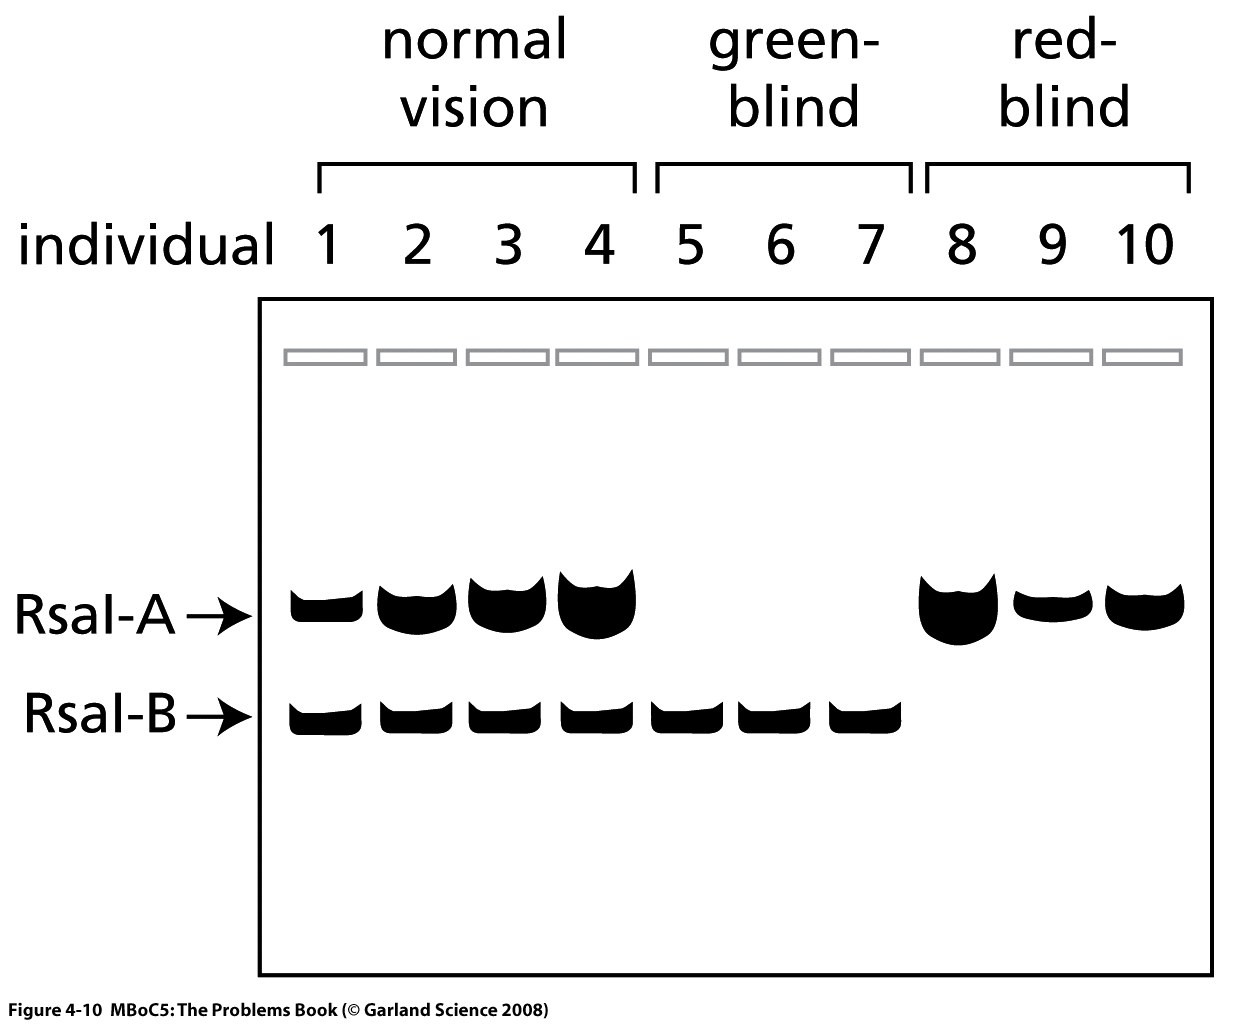 normal green- red-
vision blind blind
individual 1 2 3 4 5 6 7 8 9 10
RsaI-A
RsaI-B
Figure 4-10 MBoC5: The Problems Book (© Garland Science 2008)